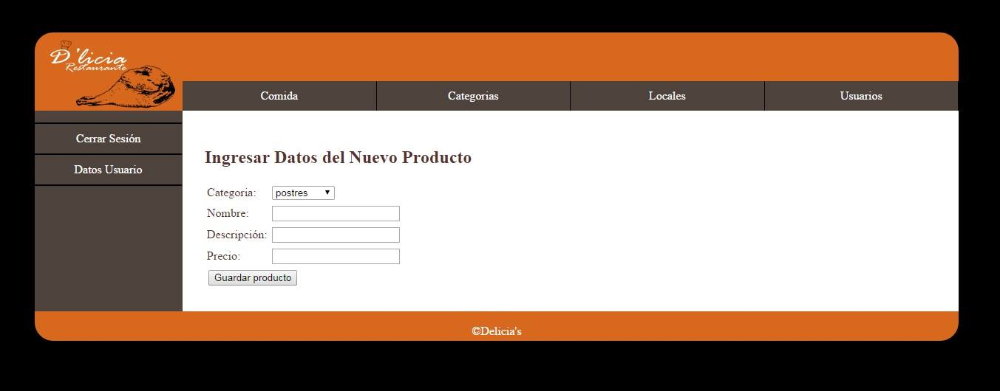 D'licia
Restaurante
Comida Categorias Locales Usuarios
Cerrar Sesión
Datos Usuario
Ingresar Datos del Nuevo Producto
Categoria: postres
Nombre:
Descripción:
Precio:
Guardar producto
©Delicia's